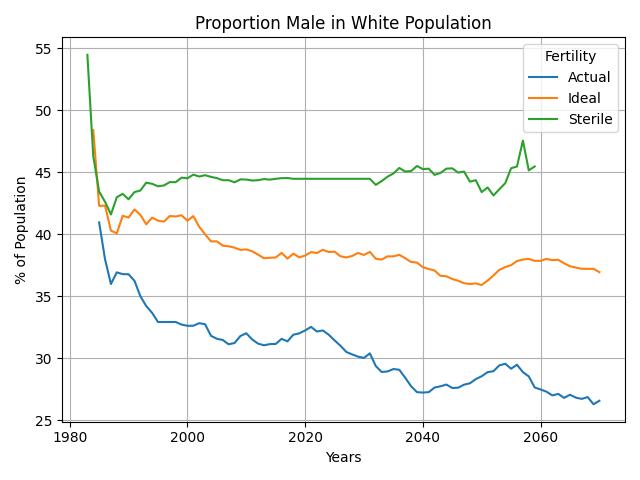 Proportion Male in White Population
% of Population
55
50
45
40
35
30
25
1980
2000
2020
2040
2060
Years
Fertility
Actual
Ideal
Sterile